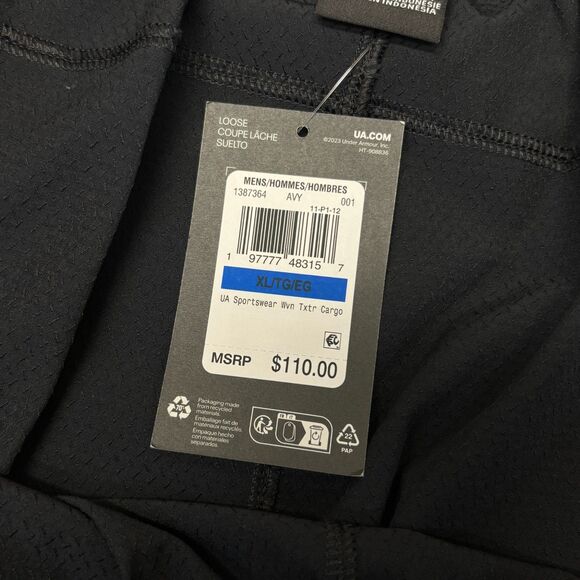 INDONESIE
EN INDONESIA
LOOSE
COUPE LÂCHE
SUELTO
UA.COM
©2023 Under Armour, Inc.
HT-908836
MENS/HOMMES/HOMBRES
1387364 AVY 001
11-P1-12
1 97777 48315 7
XL/TG/EG
UA Sportswear Wvn Txtr Cargo
MSRP $110.00
70%
Packaging made
from recycled
materials.
Emballage fait de
matériaux recyclés.
Empaque hecho
con materiales
separados.
22
PAP